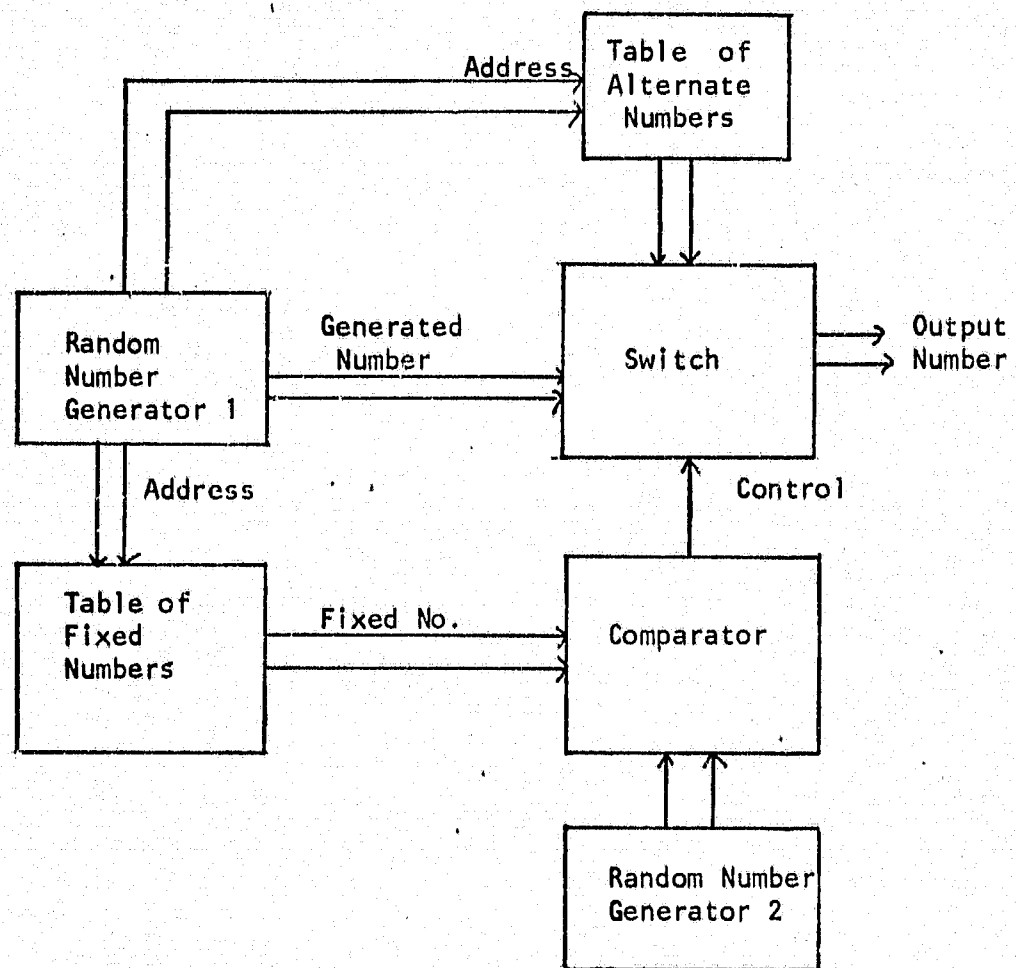 Address
Table of
Alternate
Numbers
Random
Number
Generator 1
Generated
Number
Switch
Output
Number
Address
Control
Table of
Fixed
Numbers
Fixed No.
Comparator
Random Number
Generator 2